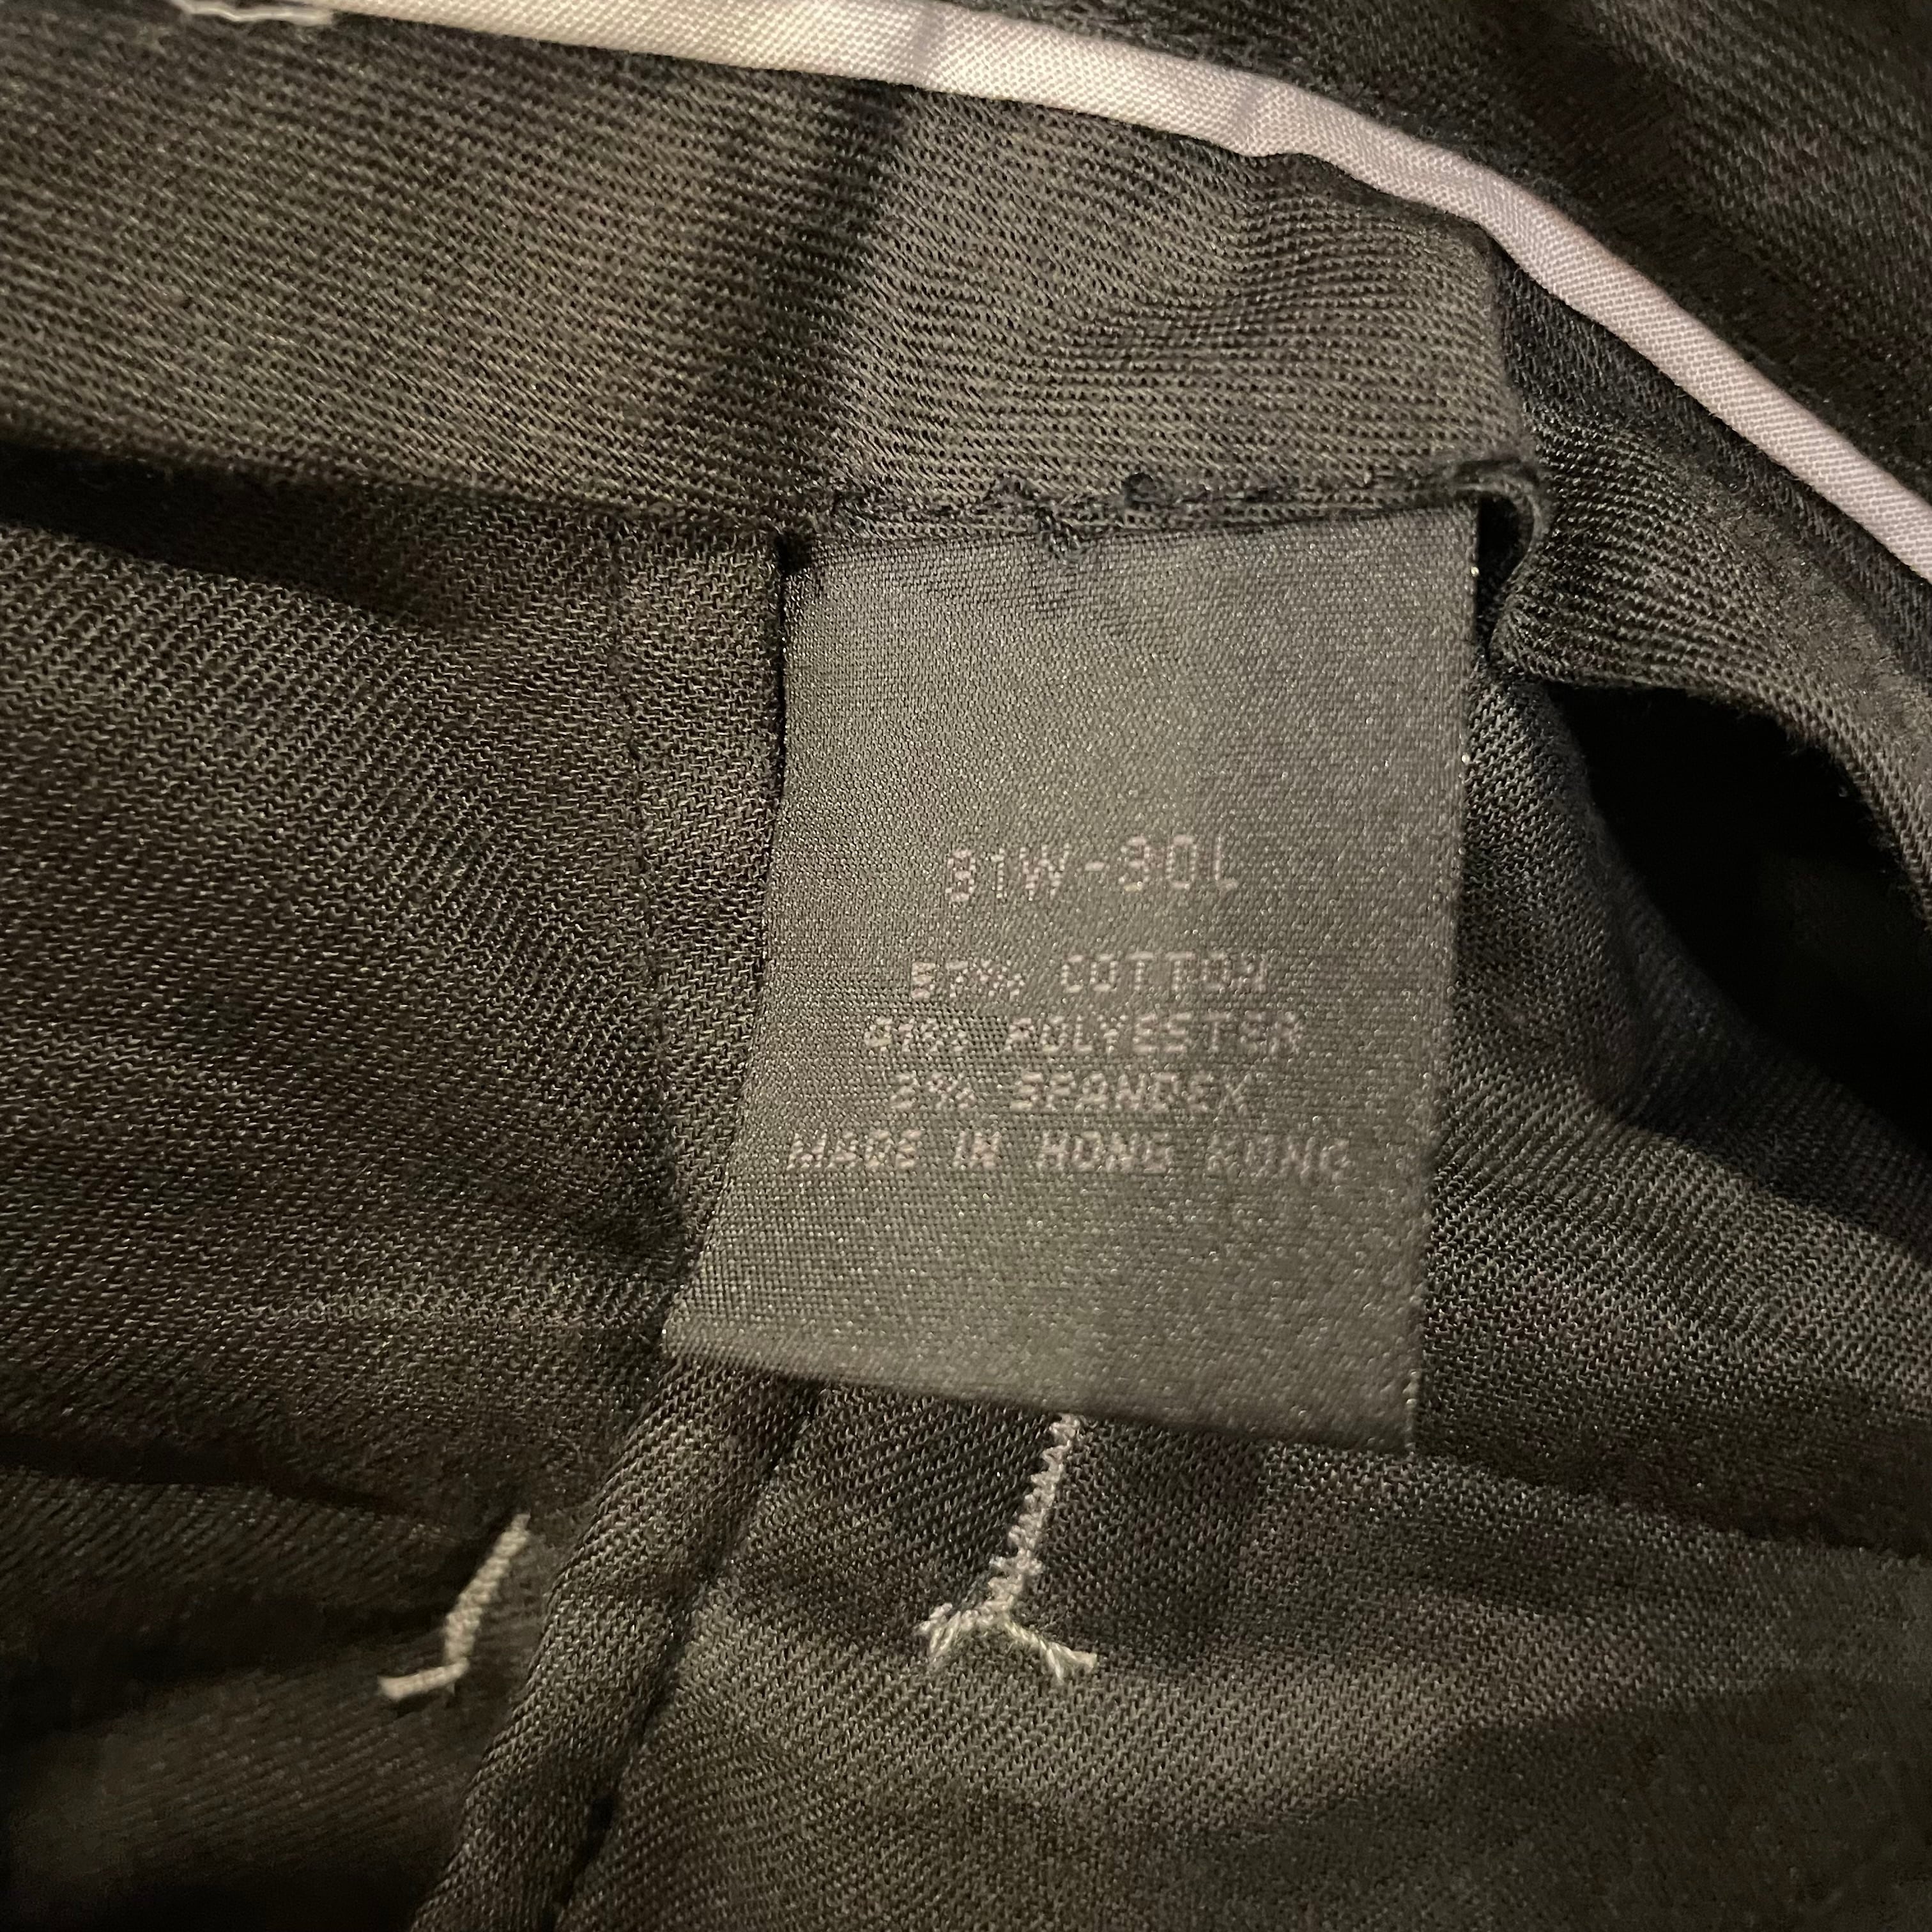 31W-30L
57% COTTON
41% POLYESTER
2% SPANDEX
MADE IN HONG KONG